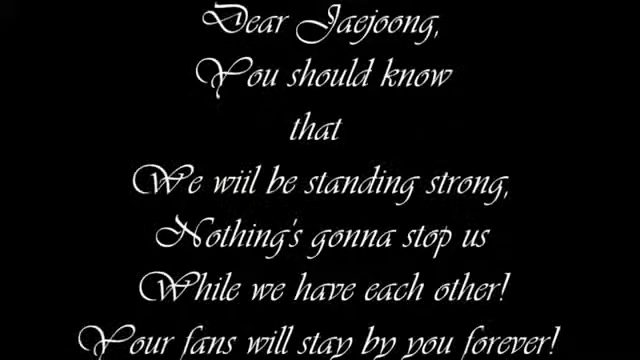 Dear Jaejoong,
You should know
that
We wiil be standing strong,
Nothing's gonna stop us
While we have each other!
Your fans will stay by you forever!